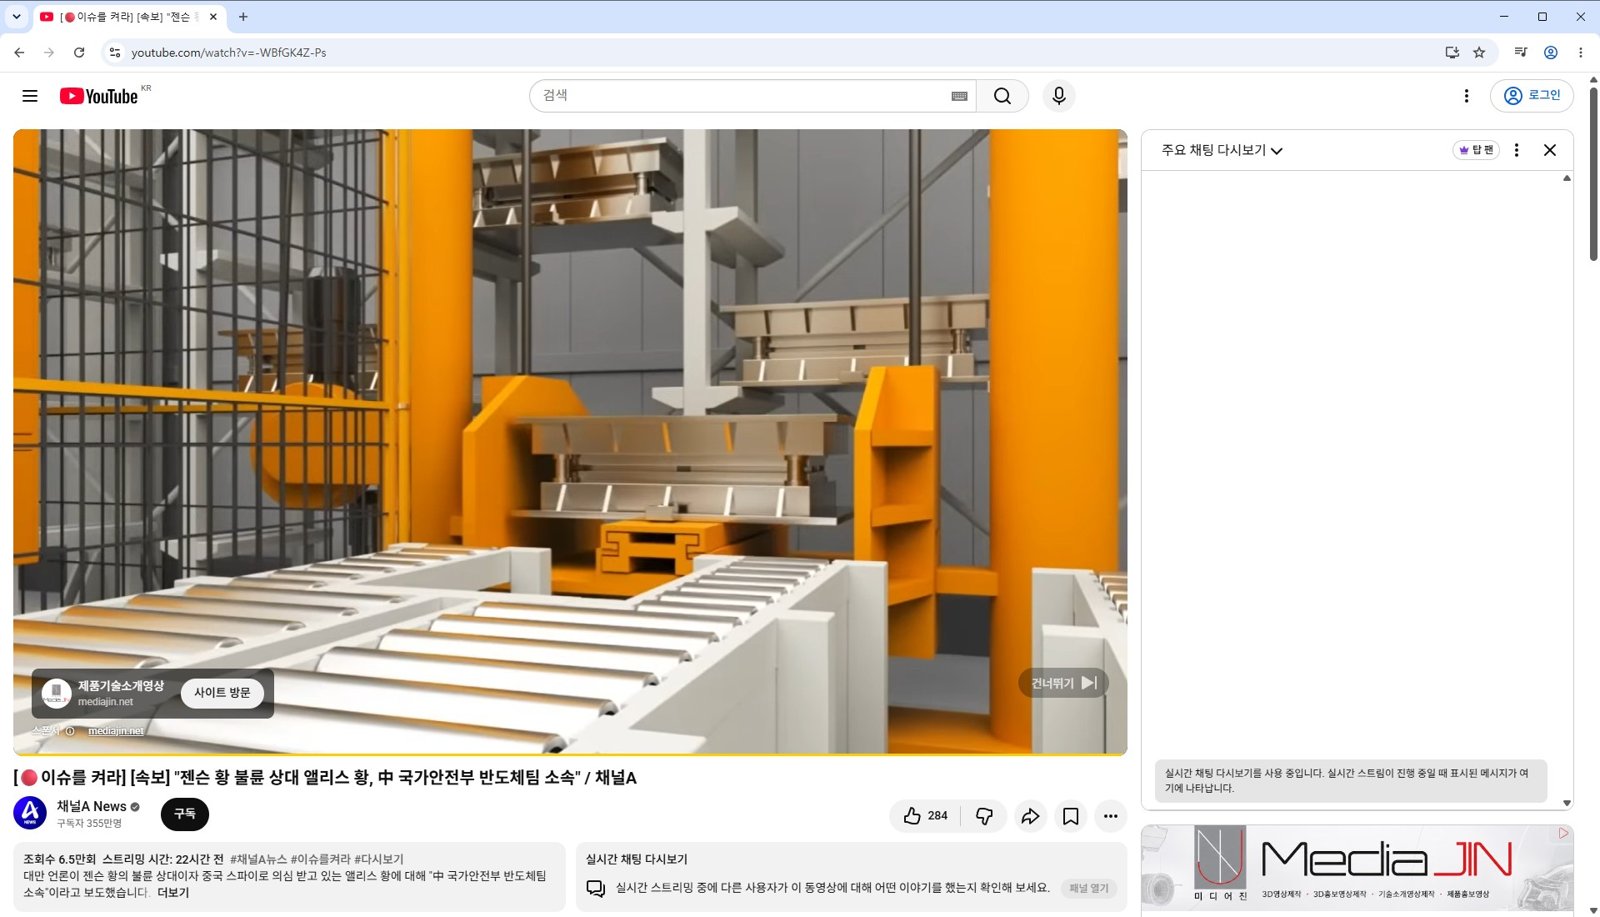 [🔴이슈를 켜라] [속보] "젠슨 황
youtube.com/watch?v=-WBfGK4Z-Ps
YouTube KR
검색
로그인
주요 채팅 다시보기
탑 팬
제품기술소개영상
mediajin.net
사이트 방문
건너뛰기
스폰서
mediajin.net
실시간 채팅 다시보기를 사용 중입니다. 실시간 스트림이 진행 중일 때 표시된 메시지가 여
기에 나타납니다.
[🔴이슈를 켜라] [속보] "젠슨 황 불륜 상대 앨리스 황, 中 국가안전부 반도체팀 소속" / 채널A
NEWS
채널A News
구독자 355만명
구독
284
조회수 6.5만회 스트리밍 시간: 22시간 전 #채널A뉴스 #이슈를켜라 #다시보기
대만 언론이 젠슨 황의 불륜 상대이자 중국 스파이로 의심 받고 있는 앨리스 황에 대해 "中 국가안전부 반도체팀
소속"이라고 보도했습니다. 더보기
실시간 채팅 다시보기
실시간 스트리밍 중에 다른 사용자가 이 동영상에 대해 어떤 이야기를 했는지 확인해 보세요.
패널 열기
미디어진
Media JIN
3D영상제작 · 3D홍보영상제작 · 기술소개영상제작 · 제품홍보영상